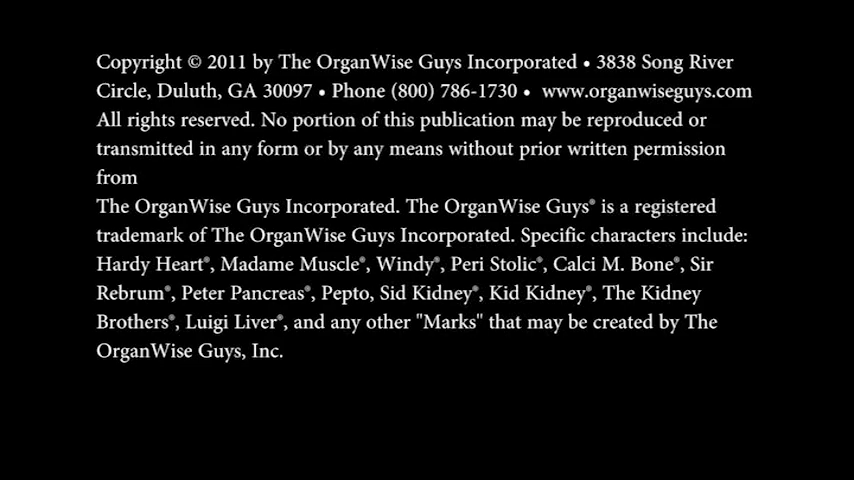 Copyright © 2011 by The OrganWise Guys Incorporated • 3838 Song River
Circle, Duluth, GA 30097 • Phone (800) 786-1730 •  www.organwiseguys.com
All rights reserved. No portion of this publication may be reproduced or
transmitted in any form or by any means without prior written permission
from
The OrganWise Guys Incorporated. The OrganWise Guys® is a registered
trademark of The OrganWise Guys Incorporated. Specific characters include:
Hardy Heart®, Madame Muscle®, Windy®, Peri Stolic®, Calci M. Bone®, Sir
Rebrum®, Peter Pancreas®, Pepto, Sid Kidney®, Kid Kidney®, The Kidney
Brothers®, Luigi Liver®, and any other "Marks" that may be created by The
OrganWise Guys, Inc.